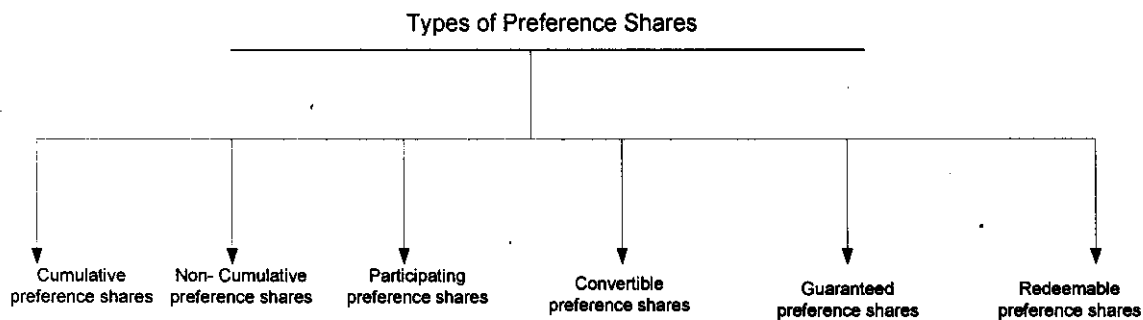 Types of Preference Shares
Cumulative
preference shares
Non- Cumulative
preference shares
Participating
preference shares
Convertible
preference shares
Guaranteed
preference shares
Redeemable
preference shares